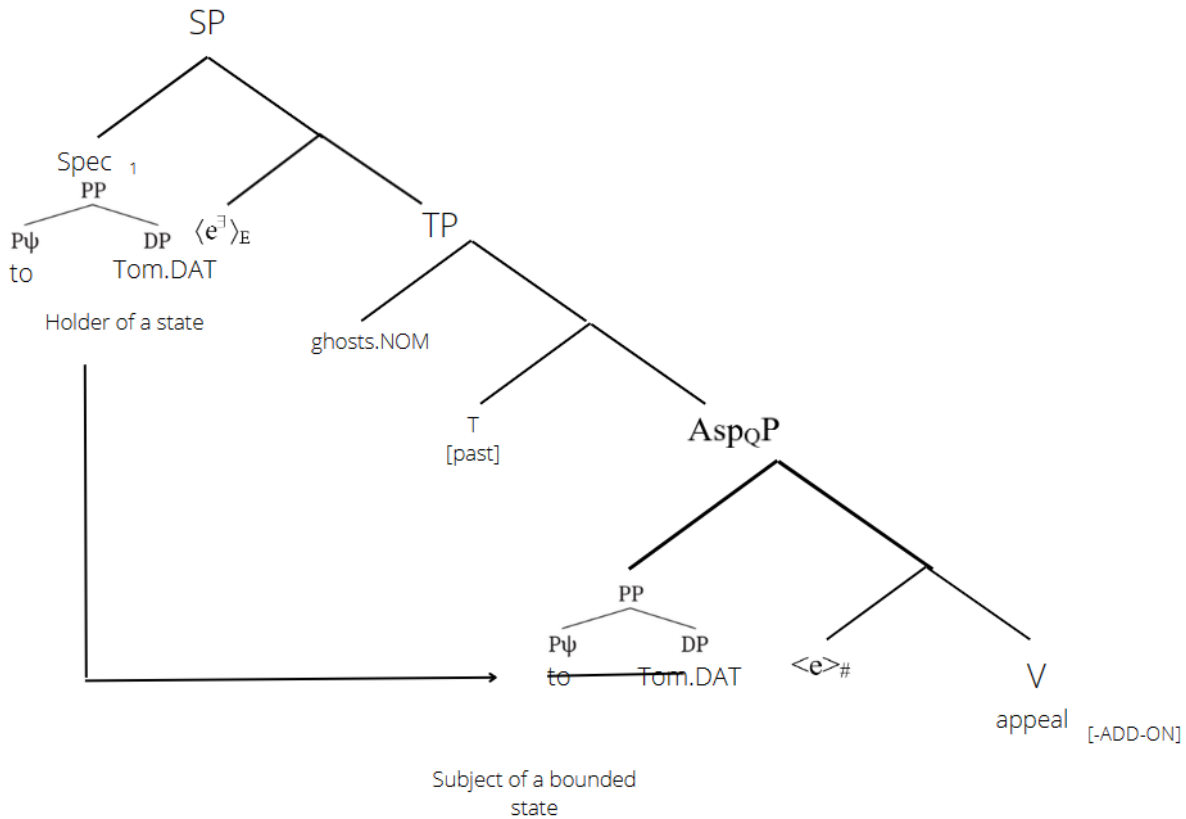 SP
Spec 1
PP
Pψ DP ⟨e∃⟩E
to Tom.DAT
TP
Holder of a state
ghosts.NOM
T
[past]
AspQP
PP
Pψ DP
to Tom.DAT <e>#
V
appeal [-ADD-ON]
Subject of a bounded
state